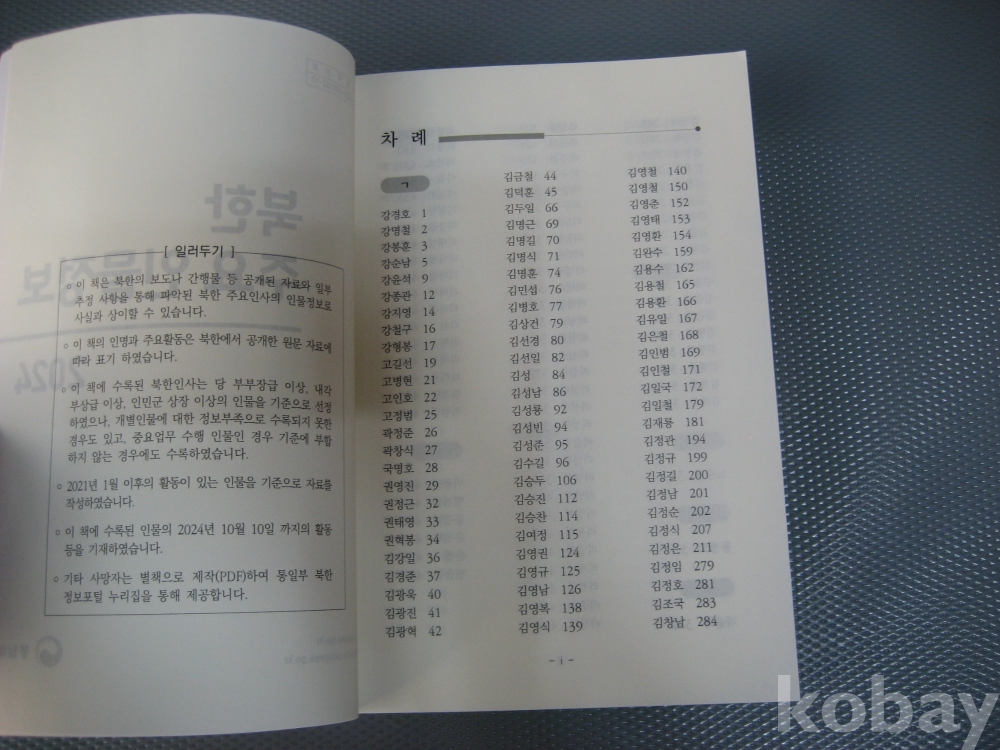 [ 일러두기 ]
○ 이 책은 북한의 보도나 간행물 등 공개된 자료와 일부
추정 사항을 통해 파악된 북한 주요인사의 인물정보로
사실과 상이할 수 있습니다.
○ 이 책의 인명과 주요활동은 북한에서 공개한 원문 자료에
따라 표기 하였습니다.
○ 이 책에 수록된 북한인사는 당 부부장급 이상, 내각
부상급 이상, 인민군 상장 이상의 인물을 기준으로 선정
하였으나, 개별인물에 대한 정보부족으로 수록되지 못한
경우도 있고, 중요업무 수행 인물인 경우 기준에 부합
하지 않는 경우에도 수록하였습니다.
○ 2021년 1월 이후의 활동이 있는 인물을 기준으로 자료를
작성하였습니다.
○ 이 책에 수록된 인물의 2024년 10월 10일 까지의 활동
등을 기재하였습니다.
○ 기타 사망자는 별책으로 제작(PDF)하여 통일부 북한
정보포털 누리집을 통해 제공합니다.
북한
주요 인물정보
2024
차 례
ㄱ
강경호 1
강명철 2
강봉훈 3
강순남 5
강윤석 9
강종관 12
강지영 14
강철구 16
강형봉 17
고길선 19
고병현 21
고인호 22
고정범 25
곽정준 26
곽창식 27
국명호 28
권영진 29
권정근 32
권태영 33
권혁봉 34
김강일 36
김경준 37
김광욱 40
김광진 41
김광혁 42
김금철 44
김덕훈 45
김두일 66
김명근 69
김명길 70
김명식 71
김명훈 74
김민섭 76
김병호 77
김상건 79
김선경 80
김선일 82
김성 84
김성남 86
김성룡 92
김성빈 94
김성준 95
김수길 96
김승두 106
김승진 112
김승찬 114
김여정 115
김영권 124
김영규 125
김영남 126
김영복 138
김영식 139
김영철 140
김영철 150
김영춘 152
김영태 153
김영환 154
김완수 159
김용수 162
김용철 165
김용환 166
김유일 167
김은철 168
김인범 169
김인철 171
김일국 172
김일철 179
김재룡 181
김정관 194
김정규 199
김정길 200
김정남 201
김정순 202
김정식 207
김정은 211
김정임 279
김정호 281
김조국 283
김창남 284
- i -
kobay